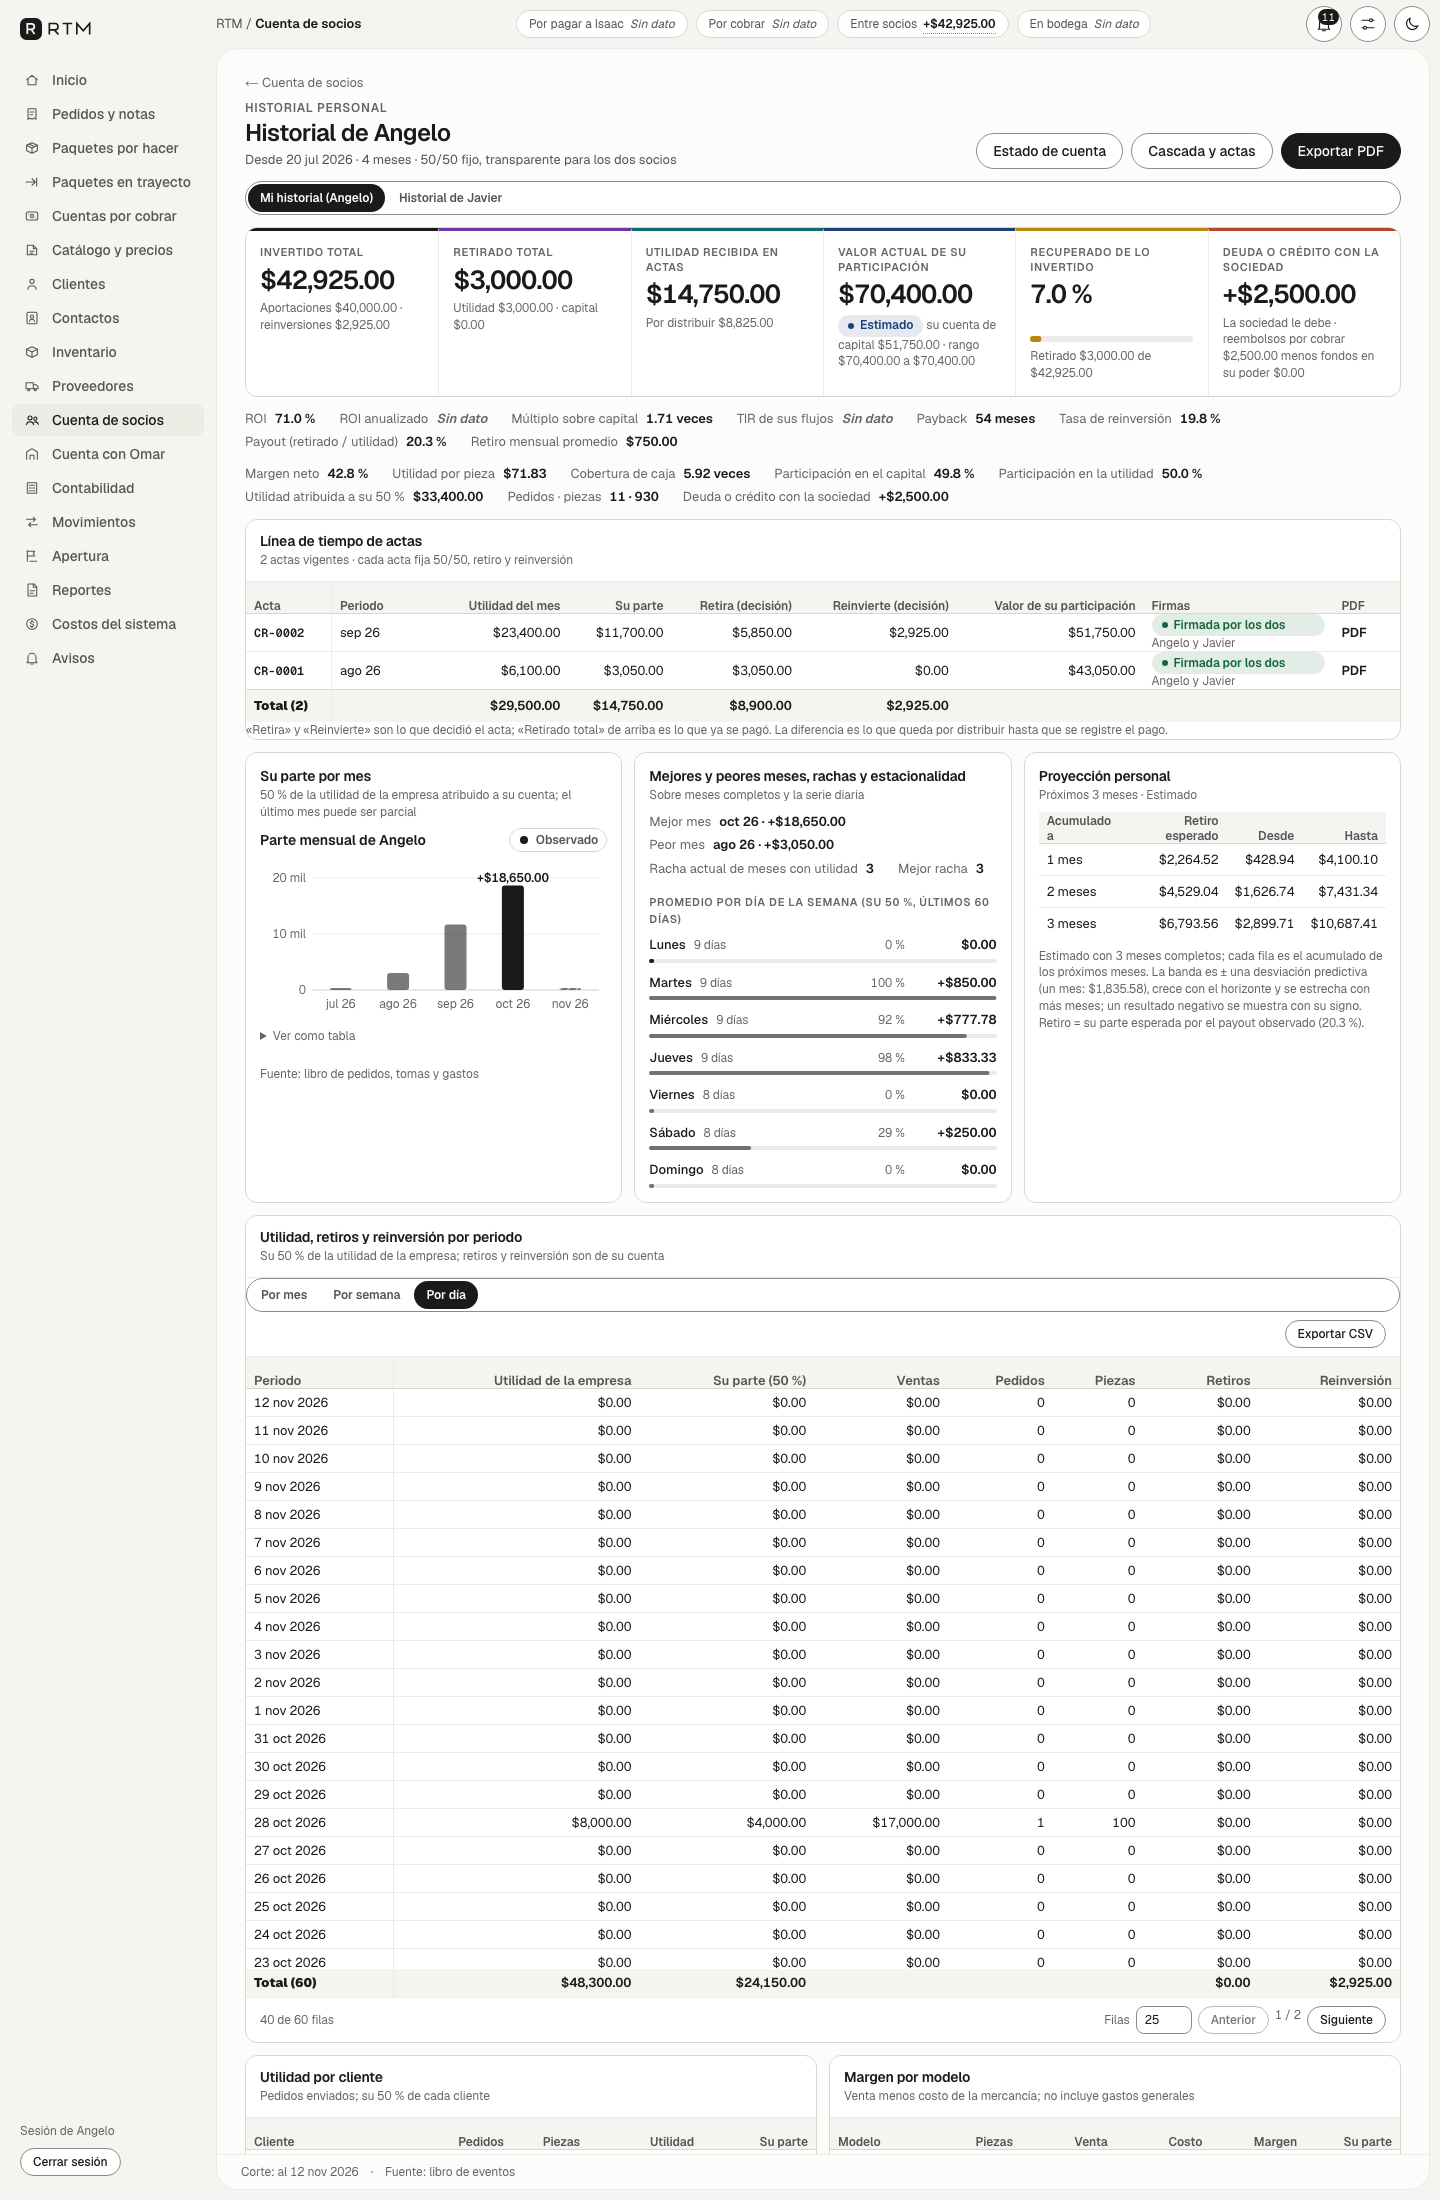 R RTM
RTM / Cuenta de socios
Por pagar a Isaac Sin dato
Por cobrar Sin dato
Entre socios +$42,925.00
En bodega Sin dato
11
Inicio
Pedidos y notas
Paquetes por hacer
Paquetes en trayecto
Cuentas por cobrar
Catálogo y precios
Clientes
Contactos
Inventario
Proveedores
Cuenta de socios
Cuenta con Omar
Contabilidad
Movimientos
Apertura
Reportes
Costos del sistema
Avisos
Sesión de Angelo
Cerrar sesión
← Cuenta de socios
HISTORIAL PERSONAL
Historial de Angelo
Desde 20 jul 2026 · 4 meses · 50/50 fijo, transparente para los dos socios
Estado de cuenta
Cascada y actas
Exportar PDF
Mi historial (Angelo) Historial de Javier
INVERTIDO TOTAL
$42,925.00
Aportaciones $40,000.00 ·
reinversiones $2,925.00
RETIRADO TOTAL
$3,000.00
Utilidad $3,000.00 · capital
$0.00
UTILIDAD RECIBIDA EN
ACTAS
$14,750.00
Por distribuir $8,825.00
VALOR ACTUAL DE SU
PARTICIPACIÓN
$70,400.00
Estimado su cuenta de
capital $51,750.00 · rango
$70,400.00 a $70,400.00
RECUPERADO DE LO
INVERTIDO
7.0 %
Retirado $3,000.00 de
$42,925.00
DEUDA O CRÉDITO CON LA
SOCIEDAD
+$2,500.00
La sociedad le debe ·
reembolsos por cobrar
$2,500.00 menos fondos en
su poder $0.00
ROI 71.0 % ROI anualizado Sin dato Múltiplo sobre capital 1.71 veces TIR de sus flujos Sin dato Payback 54 meses Tasa de reinversión 19.8 %
Payout (retirado / utilidad) 20.3 % Retiro mensual promedio $750.00
Margen neto 42.8 % Utilidad por pieza $71.83 Cobertura de caja 5.92 veces Participación en el capital 49.8 % Participación en la utilidad 50.0 %
Utilidad atribuida a su 50 % $33,400.00 Pedidos · piezas 11 · 930 Deuda o crédito con la sociedad +$2,500.00
Línea de tiempo de actas
2 actas vigentes · cada acta fija 50/50, retiro y reinversión
Acta Periodo Utilidad del mes Su parte Retira (decisión) Reinvierte (decisión) Valor de su participación Firmas PDF
CR-0002 sep 26 $23,400.00 $11,700.00 $5,850.00 $2,925.00 $51,750.00 Firmada por los dos PDF
Angelo y Javier
CR-0001 ago 26 $6,100.00 $3,050.00 $3,050.00 $0.00 $43,050.00 Firmada por los dos PDF
Angelo y Javier
Total (2) $29,500.00 $14,750.00 $8,900.00 $2,925.00
«Retira» y «Reinvierte» son lo que decidió el acta; «Retirado total» de arriba es lo que ya se pagó. La diferencia es lo que queda por distribuir hasta que se registre el pago.
Su parte por mes
50 % de la utilidad de la empresa atribuido a su cuenta; el
último mes puede ser parcial
Parte mensual de Angelo Observado
20 mil
+$18,650.00
10 mil
0
jul 26 ago 26 sep 26 oct 26 nov 26
▶ Ver como tabla
Fuente: libro de pedidos, tomas y gastos
Mejores y peores meses, rachas y estacionalidad
Sobre meses completos y la serie diaria
Mejor mes oct 26 · +$18,650.00
Peor mes ago 26 · +$3,050.00
Racha actual de meses con utilidad 3 Mejor racha 3
PROMEDIO POR DÍA DE LA SEMANA (SU 50 %, ÚLTIMOS 60
DÍAS)
Lunes 9 días 0 % $0.00
Martes 9 días 100 % +$850.00
Miércoles 9 días 92 % +$777.78
Jueves 9 días 98 % +$833.33
Viernes 8 días 0 % $0.00
Sábado 8 días 29 % +$250.00
Domingo 8 días 0 % $0.00
Proyección personal
Próximos 3 meses · Estimado
Acumulado a Retiro esperado Desde Hasta
1 mes $2,264.52 $428.94 $4,100.10
2 meses $4,529.04 $1,626.74 $7,431.34
3 meses $6,793.56 $2,899.71 $10,687.41
Estimado con 3 meses completos; cada fila es el acumulado de
los próximos meses. La banda es ± una desviación predictiva
(un mes: $1,835.58), crece con el horizonte y se estrecha con
más meses; un resultado negativo se muestra con su signo.
Retiro = su parte esperada por el payout observado (20.3 %).
Utilidad, retiros y reinversión por periodo
Su 50 % de la utilidad de la empresa; retiros y reinversión son de su cuenta
Por mes Por semana Por día
Exportar CSV
Periodo Utilidad de la empresa Su parte (50 %) Ventas Pedidos Piezas Retiros Reinversión
12 nov 2026 $0.00 $0.00 $0.00 0 0 $0.00 $0.00
11 nov 2026 $0.00 $0.00 $0.00 0 0 $0.00 $0.00
10 nov 2026 $0.00 $0.00 $0.00 0 0 $0.00 $0.00
9 nov 2026 $0.00 $0.00 $0.00 0 0 $0.00 $0.00
8 nov 2026 $0.00 $0.00 $0.00 0 0 $0.00 $0.00
7 nov 2026 $0.00 $0.00 $0.00 0 0 $0.00 $0.00
6 nov 2026 $0.00 $0.00 $0.00 0 0 $0.00 $0.00
5 nov 2026 $0.00 $0.00 $0.00 0 0 $0.00 $0.00
4 nov 2026 $0.00 $0.00 $0.00 0 0 $0.00 $0.00
3 nov 2026 $0.00 $0.00 $0.00 0 0 $0.00 $0.00
2 nov 2026 $0.00 $0.00 $0.00 0 0 $0.00 $0.00
1 nov 2026 $0.00 $0.00 $0.00 0 0 $0.00 $0.00
31 oct 2026 $0.00 $0.00 $0.00 0 0 $0.00 $0.00
30 oct 2026 $0.00 $0.00 $0.00 0 0 $0.00 $0.00
29 oct 2026 $0.00 $0.00 $0.00 0 0 $0.00 $0.00
28 oct 2026 $8,000.00 $4,000.00 $17,000.00 1 100 $0.00 $0.00
27 oct 2026 $0.00 $0.00 $0.00 0 0 $0.00 $0.00
26 oct 2026 $0.00 $0.00 $0.00 0 0 $0.00 $0.00
25 oct 2026 $0.00 $0.00 $0.00 0 0 $0.00 $0.00
24 oct 2026 $0.00 $0.00 $0.00 0 0 $0.00 $0.00
23 oct 2026 $0.00 $0.00 $0.00 0 0 $0.00 $0.00
Total (60) $48,300.00 $24,150.00 $0.00 $2,925.00
40 de 60 filas Filas 25 Anterior 1 / 2 Siguiente
Utilidad por cliente
Pedidos enviados; su 50 % de cada cliente
Cliente Pedidos Piezas Utilidad Su parte
Margen por modelo
Venta menos costo de la mercancía; no incluye gastos generales
Modelo Piezas Venta Costo Margen Su parte
Corte: al 12 nov 2026 · Fuente: libro de eventos